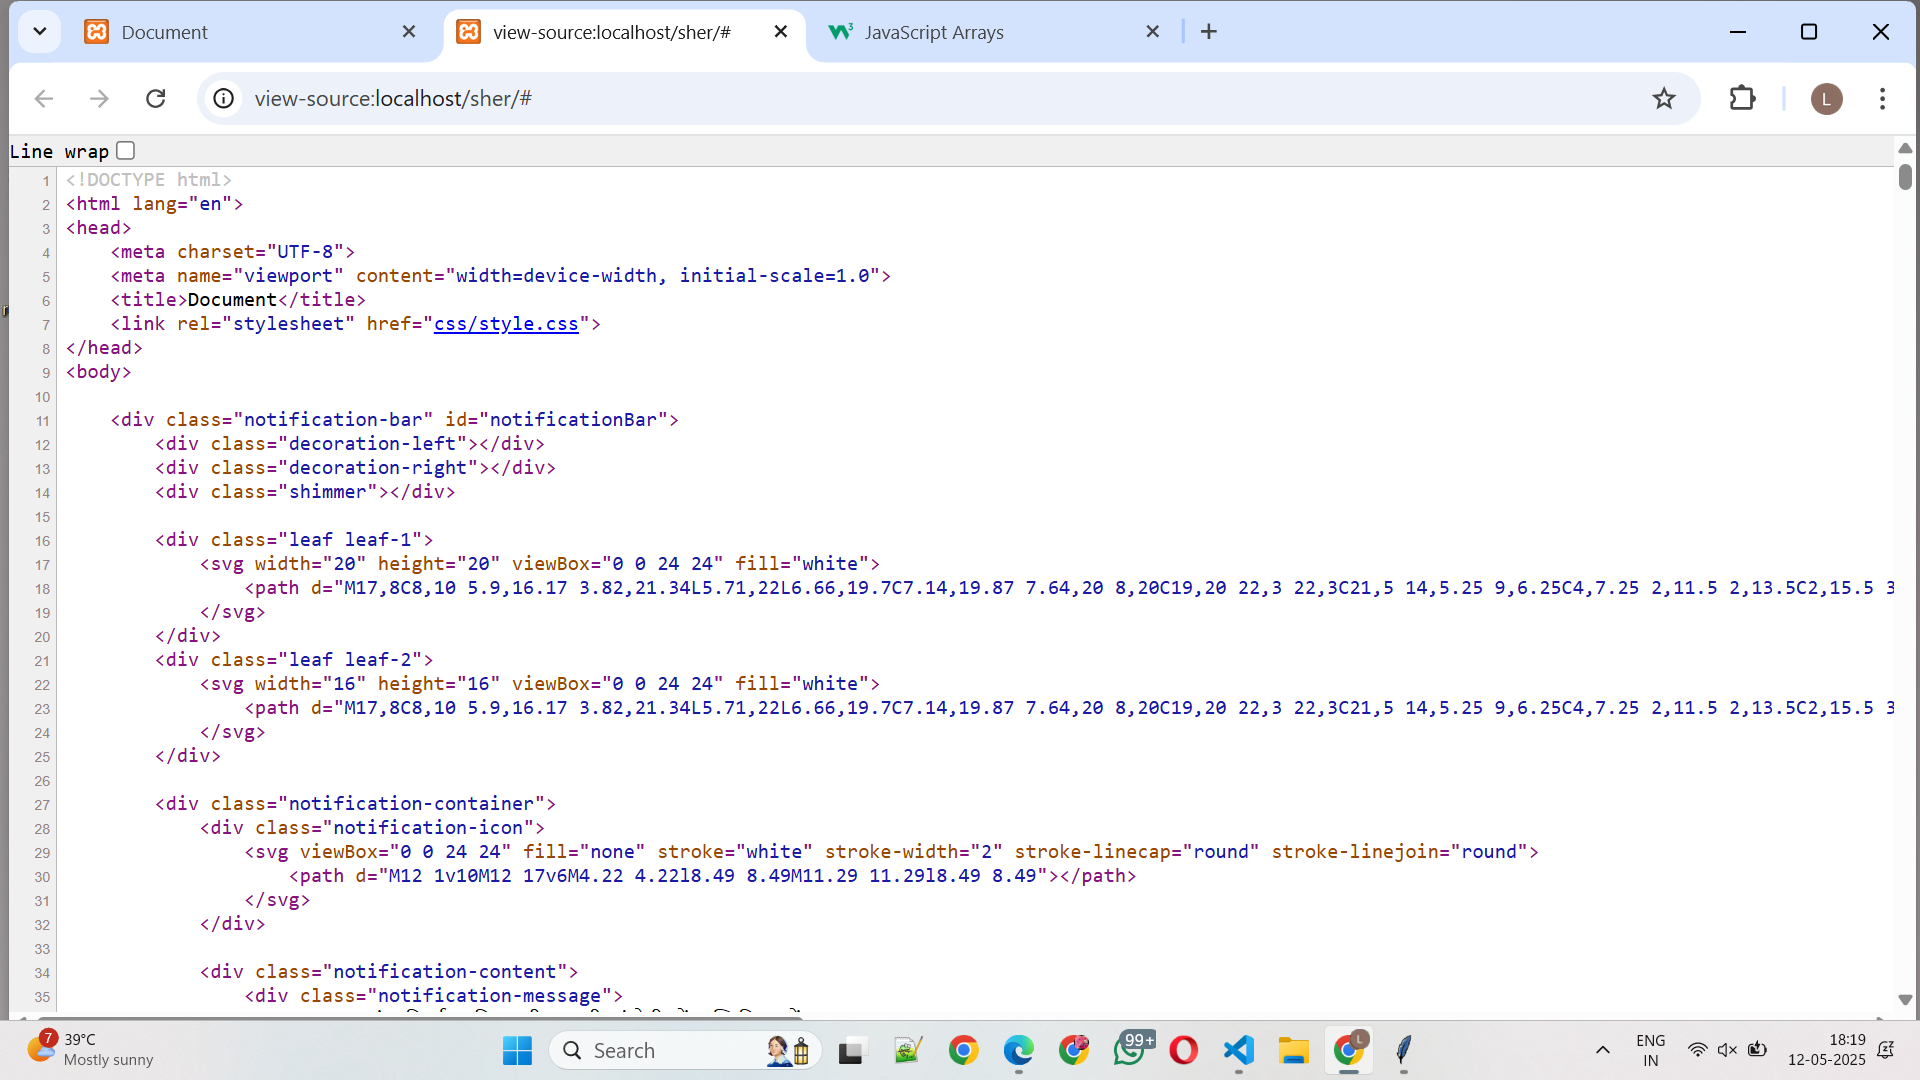 Document
view-source:localhost/sher/#
JavaScript Arrays
view-source:localhost/sher/#
L
Line wrap
1 <!DOCTYPE html>
2 <html lang="en">
3 <head>
4 <meta charset="UTF-8">
5 <meta name="viewport" content="width=device-width, initial-scale=1.0">
6 <title>Document</title>
7 <link rel="stylesheet" href="css/style.css">
8 </head>
9 <body>
10
11 <div class="notification-bar" id="notificationBar">
12 <div class="decoration-left"></div>
13 <div class="decoration-right"></div>
14 <div class="shimmer"></div>
15
16 <div class="leaf leaf-1">
17 <svg width="20" height="20" viewBox="0 0 24 24" fill="white">
18 <path d="M17,8C8,10 5.9,16.17 3.82,21.34L5.71,22L6.66,19.7C7.14,19.87 7.64,20 8,20C19,20 22,3 22,3C21,5 14,5.25 9,6.25C4,7.25 2,11.5 2,13.5C2,15.5 3
19 </svg>
20 </div>
21 <div class="leaf leaf-2">
22 <svg width="16" height="16" viewBox="0 0 24 24" fill="white">
23 <path d="M17,8C8,10 5.9,16.17 3.82,21.34L5.71,22L6.66,19.7C7.14,19.87 7.64,20 8,20C19,20 22,3 22,3C21,5 14,5.25 9,6.25C4,7.25 2,11.5 2,13.5C2,15.5 3
24 </svg>
25 </div>
26
27 <div class="notification-container">
28 <div class="notification-icon">
29 <svg viewBox="0 0 24 24" fill="none" stroke="white" stroke-width="2" stroke-linecap="round" stroke-linejoin="round">
30 <path d="M12 1v10M12 17v6M4.22 4.22l8.49 8.49M11.29 11.29l8.49 8.49"></path>
31 </svg>
32 </div>
33
34 <div class="notification-content">
35 <div class="notification-message">
7
39°C
Mostly sunny
Search
99+
L
ENG
IN
18:19
12-05-2025